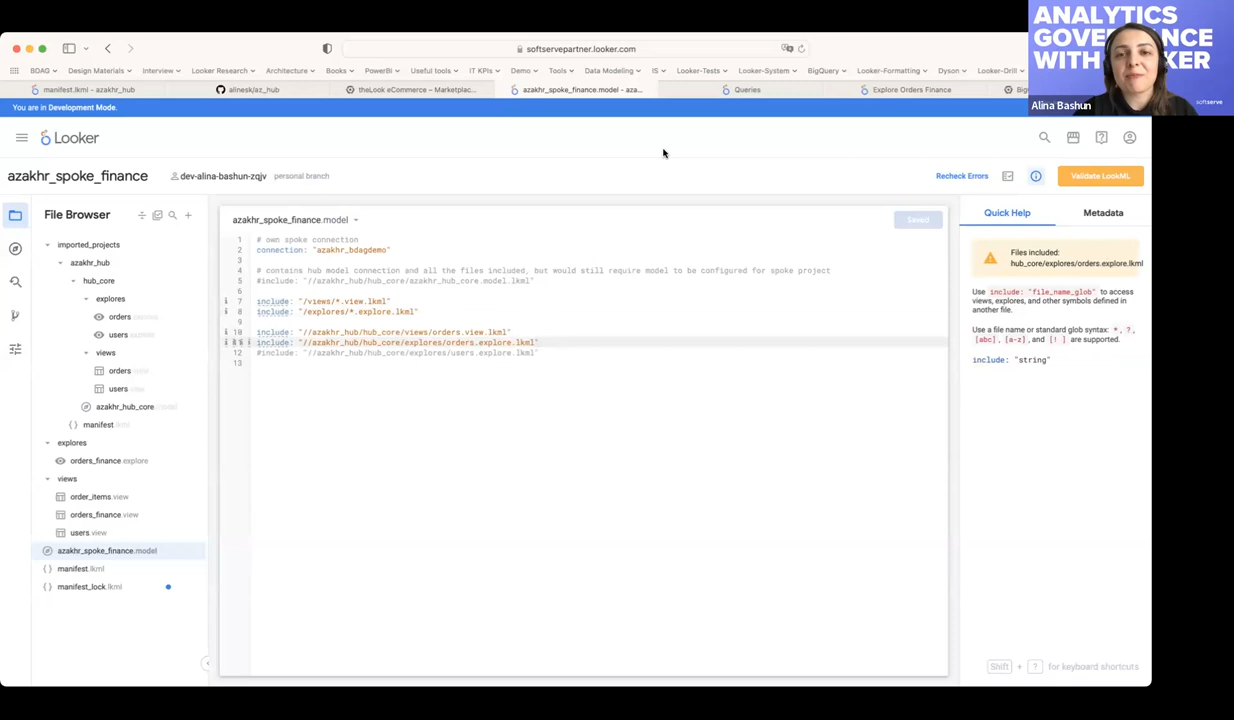 ANALYTICS
GOVERNANCE
WITH LOOKER
softserve
Alina Bashun
softservepartner.looker.com
BDAG
Design Materials
Interview
Looker Research
Architecture
Books
PowerBI
Useful tools
IT KPIs
Demo
Tools
Data Modeling
IS
Looker-Tests
Looker-System
BigQuery
Looker-Formatting
Dyson
Looker-Drill
manifest.lkml - azakhr_hub
alinesk/az_hub
theLook eCommerce – Marketplac...
azakhr_spoke_finance.model - aza...
Queries
Explore Orders Finance
You are in Development Mode.
Looker
azakhr_spoke_finance
dev-alina-bashun-zqjv
personal branch
Recheck Errors
Validate LookML
File Browser
imported_projects
azakhr_hub
hub_core
explores
orders
users
views
orders
users
azakhr_hub_core
manifest.lkml
explores
orders_finance.explore
views
order_items.view
orders_finance.view
users.view
azakhr_spoke_finance.model
manifest.lkml
manifest_lock.lkml
azakhr_spoke_finance.model
Saved
1 # own spoke connection
2 connection: "azakhr_bdagdemo"
3
4 # contains hub model connection and all the files included, but would still require model to be configured for spoke project
5 #include: "//azakhr_hub/hub_core/azakhr_hub_core.model.lkml"
6
7 include: "/views/*.view.lkml"
8 include: "/explores/*.explore.lkml"
9
10 include: "//azakhr_hub/hub_core/views/orders.view.lkml"
include: "//azakhr_hub/hub_core/explores/orders.explore.lkml"
12 #include: "//azakhr_hub/hub_core/explores/users.explore.lkml"
13
Quick Help
Metadata
Files included:
hub_core/explores/orders.explore.lkml
Use include: "file_name_glob" to access
views, explores, and other symbols defined in
another file.
Use a file name or standard glob syntax: *, ?,
[abc], [a-z], and [! ] are supported.
include: "string"
Shift + ? for keyboard shortcuts